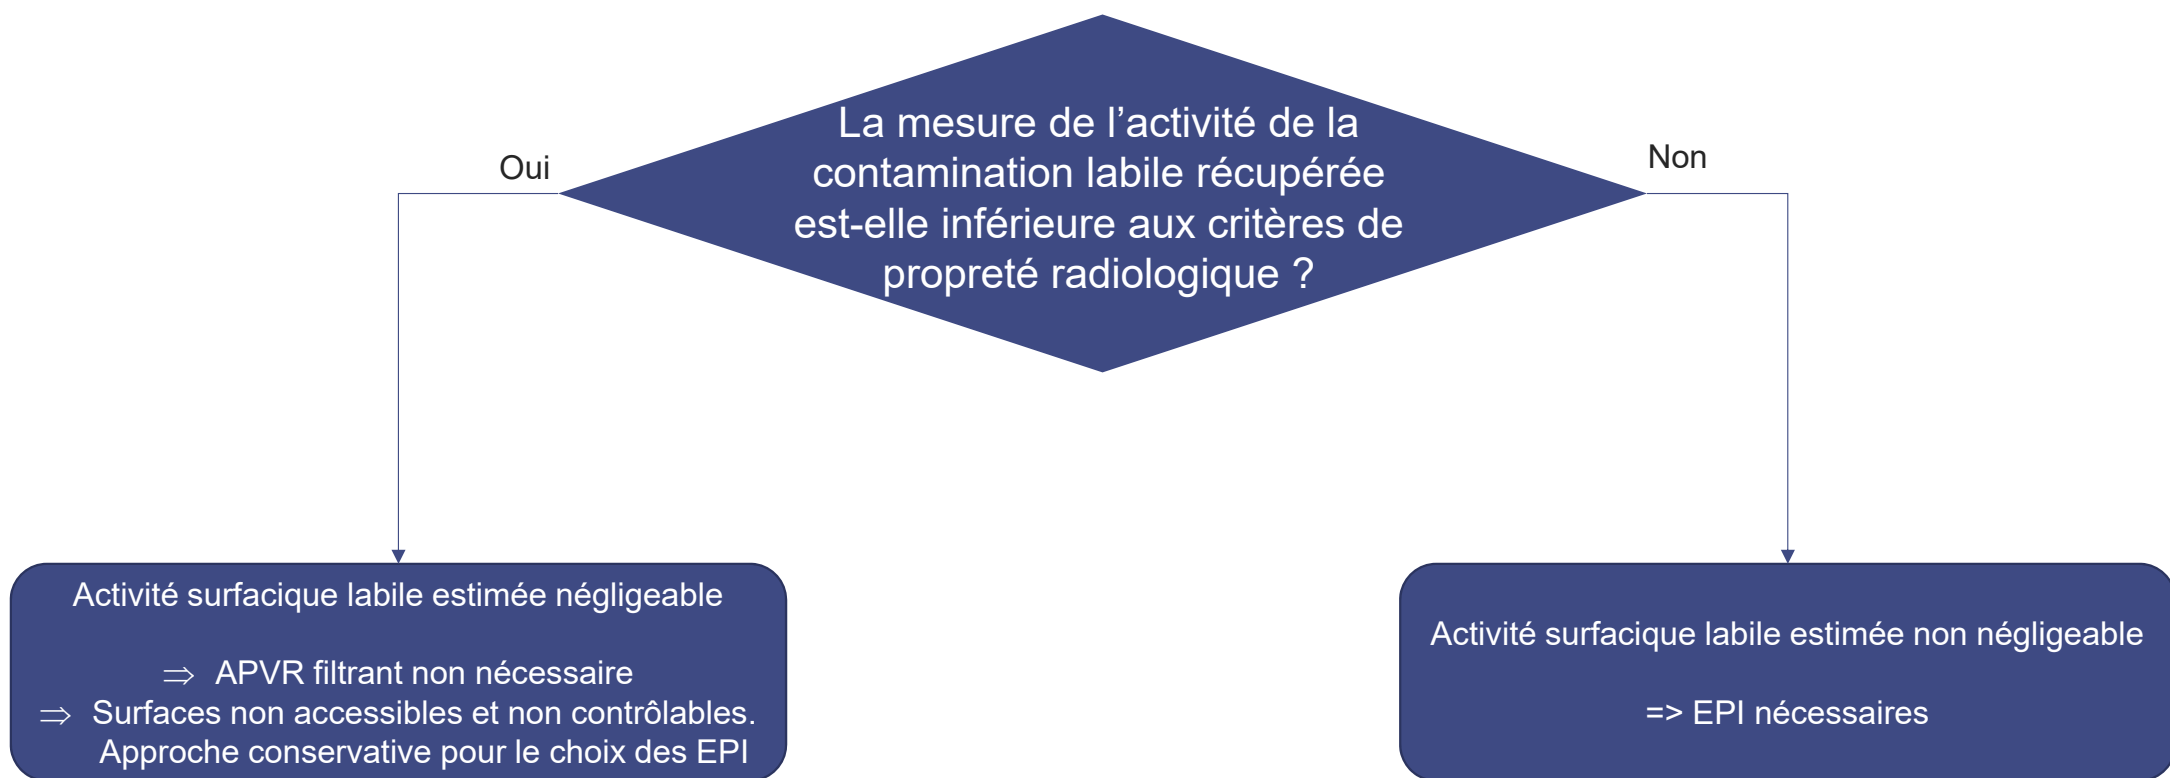 La mesure de l’activité de la
contamination labile récupérée
est-elle inférieure aux critères de
propreté radiologique ?
Oui
Non
Activité surfacique labile estimée négligeable
⇒ APVR filtrant non nécessaire
⇒ Surfaces non accessibles et non contrôlables.
Approche conservative pour le choix des EPI
Activité surfacique labile estimée non négligeable
=> EPI nécessaires